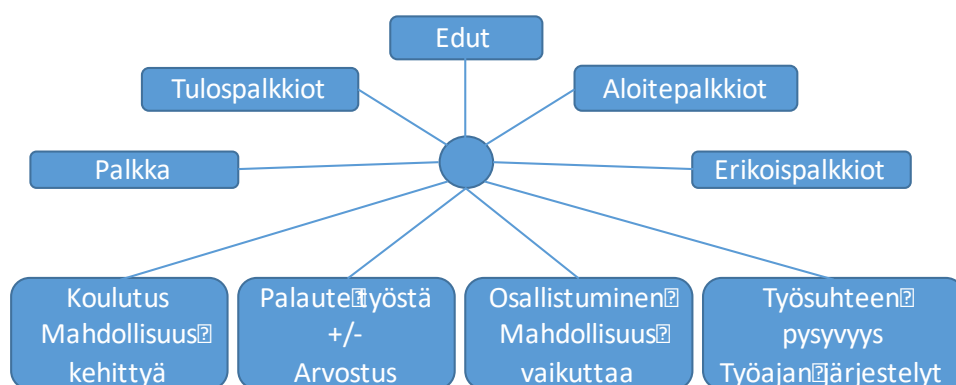 Edut
Tulospalkkiot
Aloitepalkkiot
Palkka
Erikoispalkkiot
Koulutus
Mahdollisuus
kehittyä
Palaute työstä
+/-
Arvostus
Osallistuminen
Mahdollisuus
vaikuttaa
Työsuhteen
pysyvyys
Työajan järjestelyt